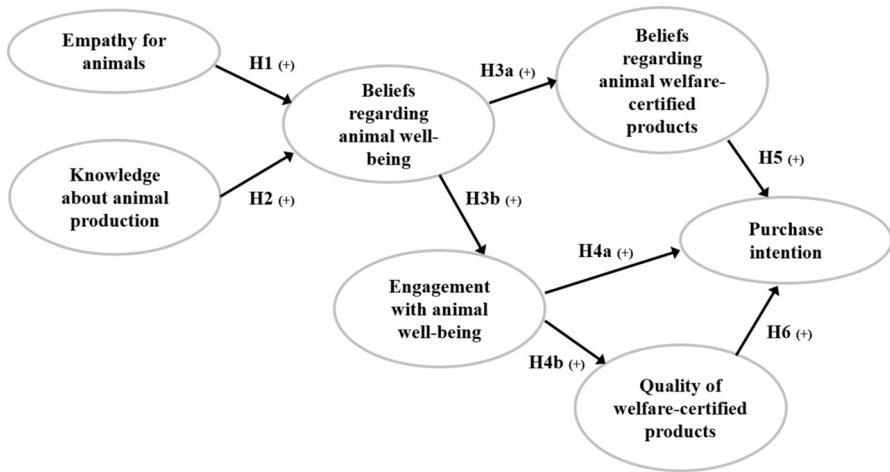 Empathy for
animals
H1 (+)
Knowledge
about animal
production
H2 (+)
Beliefs
regarding
animal well-
being
H3a (+)
Beliefs
regarding
animal welfare-
certified
products
H3b (+)
H5 (+)
Engagement
with animal
well-being
H4a (+)
Purchase
intention
H4b (+)
H6 (+)
Quality of
welfare-certified
products